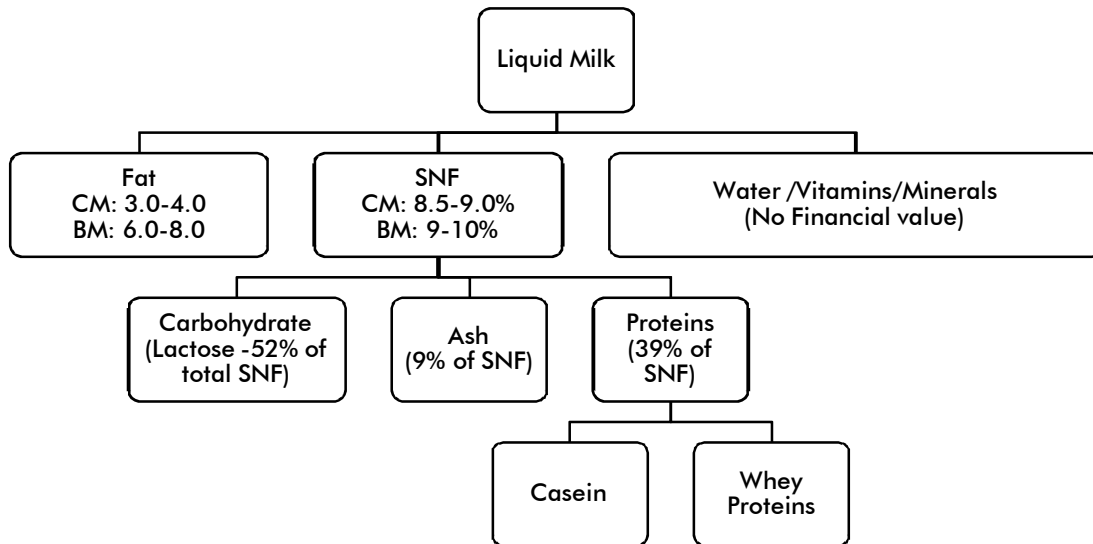 Liquid Milk
Fat
CM: 3.0-4.0
BM: 6.0-8.0
SNF
CM: 8.5-9.0%
BM: 9-10%
Water /Vitamins/Minerals
(No Financial value)
Carbohydrate
(Lactose -52% of
total SNF)
Ash
(9% of SNF)
Proteins
(39% of
SNF)
Casein
Whey
Proteins